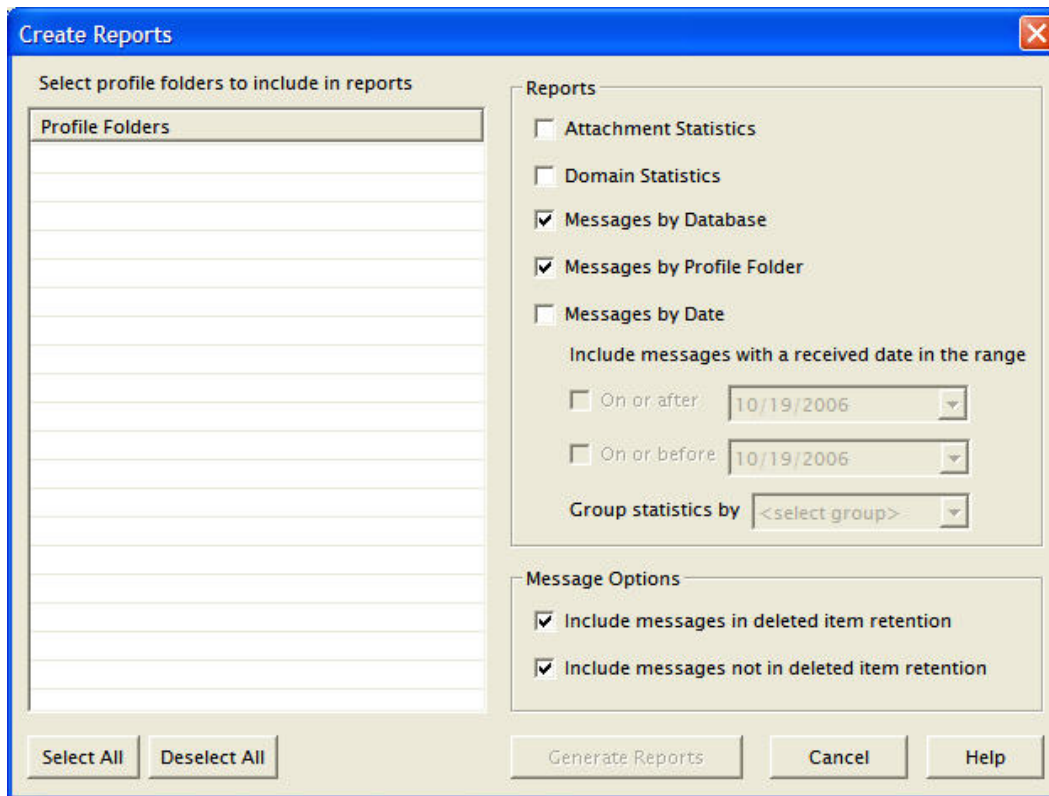 Create Reports
Select profile folders to include in reports
Profile Folders
Select All
Deselect All
Reports
Attachment Statistics
Domain Statistics
Messages by Database
Messages by Profile Folder
Messages by Date
Include messages with a received date in the range
On or after 10/19/2006
On or before 10/19/2006
Group statistics by <select group>
Message Options
Include messages in deleted item retention
Include messages not in deleted item retention
Generate Reports
Cancel
Help